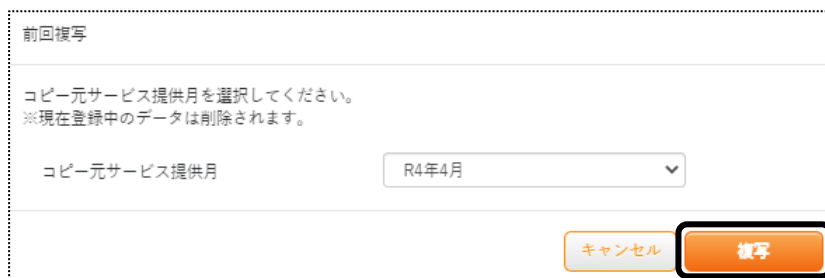 前回複写
コピー元サービス提供月を選択してください。
※現在登録中のデータは削除されます。
コピー元サービス提供月 R4年4月
キャンセル 複写